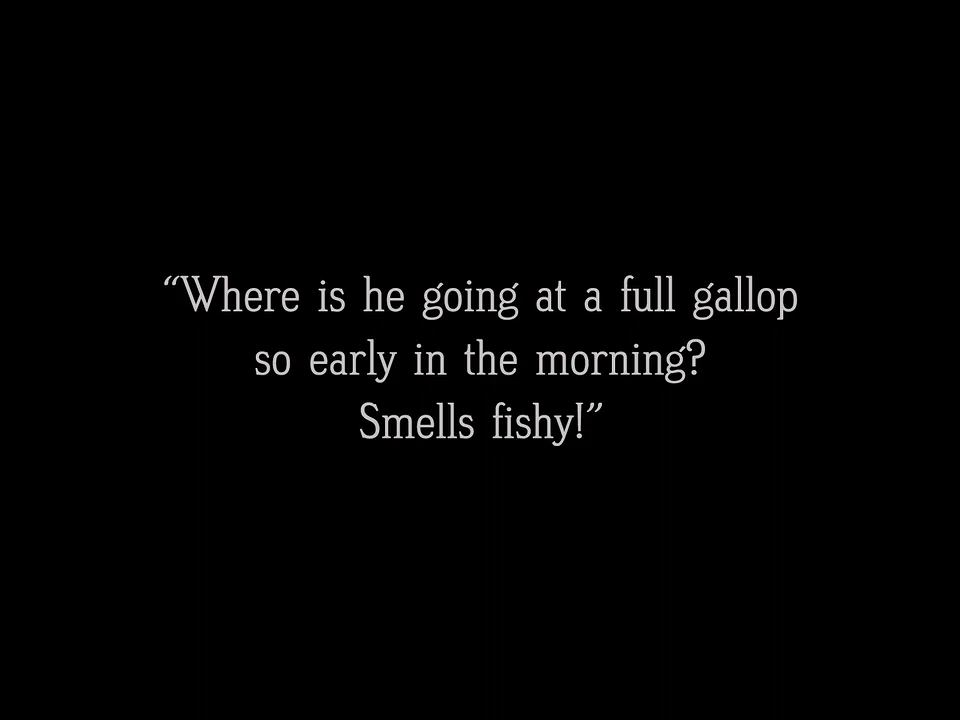 “Where is he going at a full gallop
so early in the morning?
Smells fishy!”